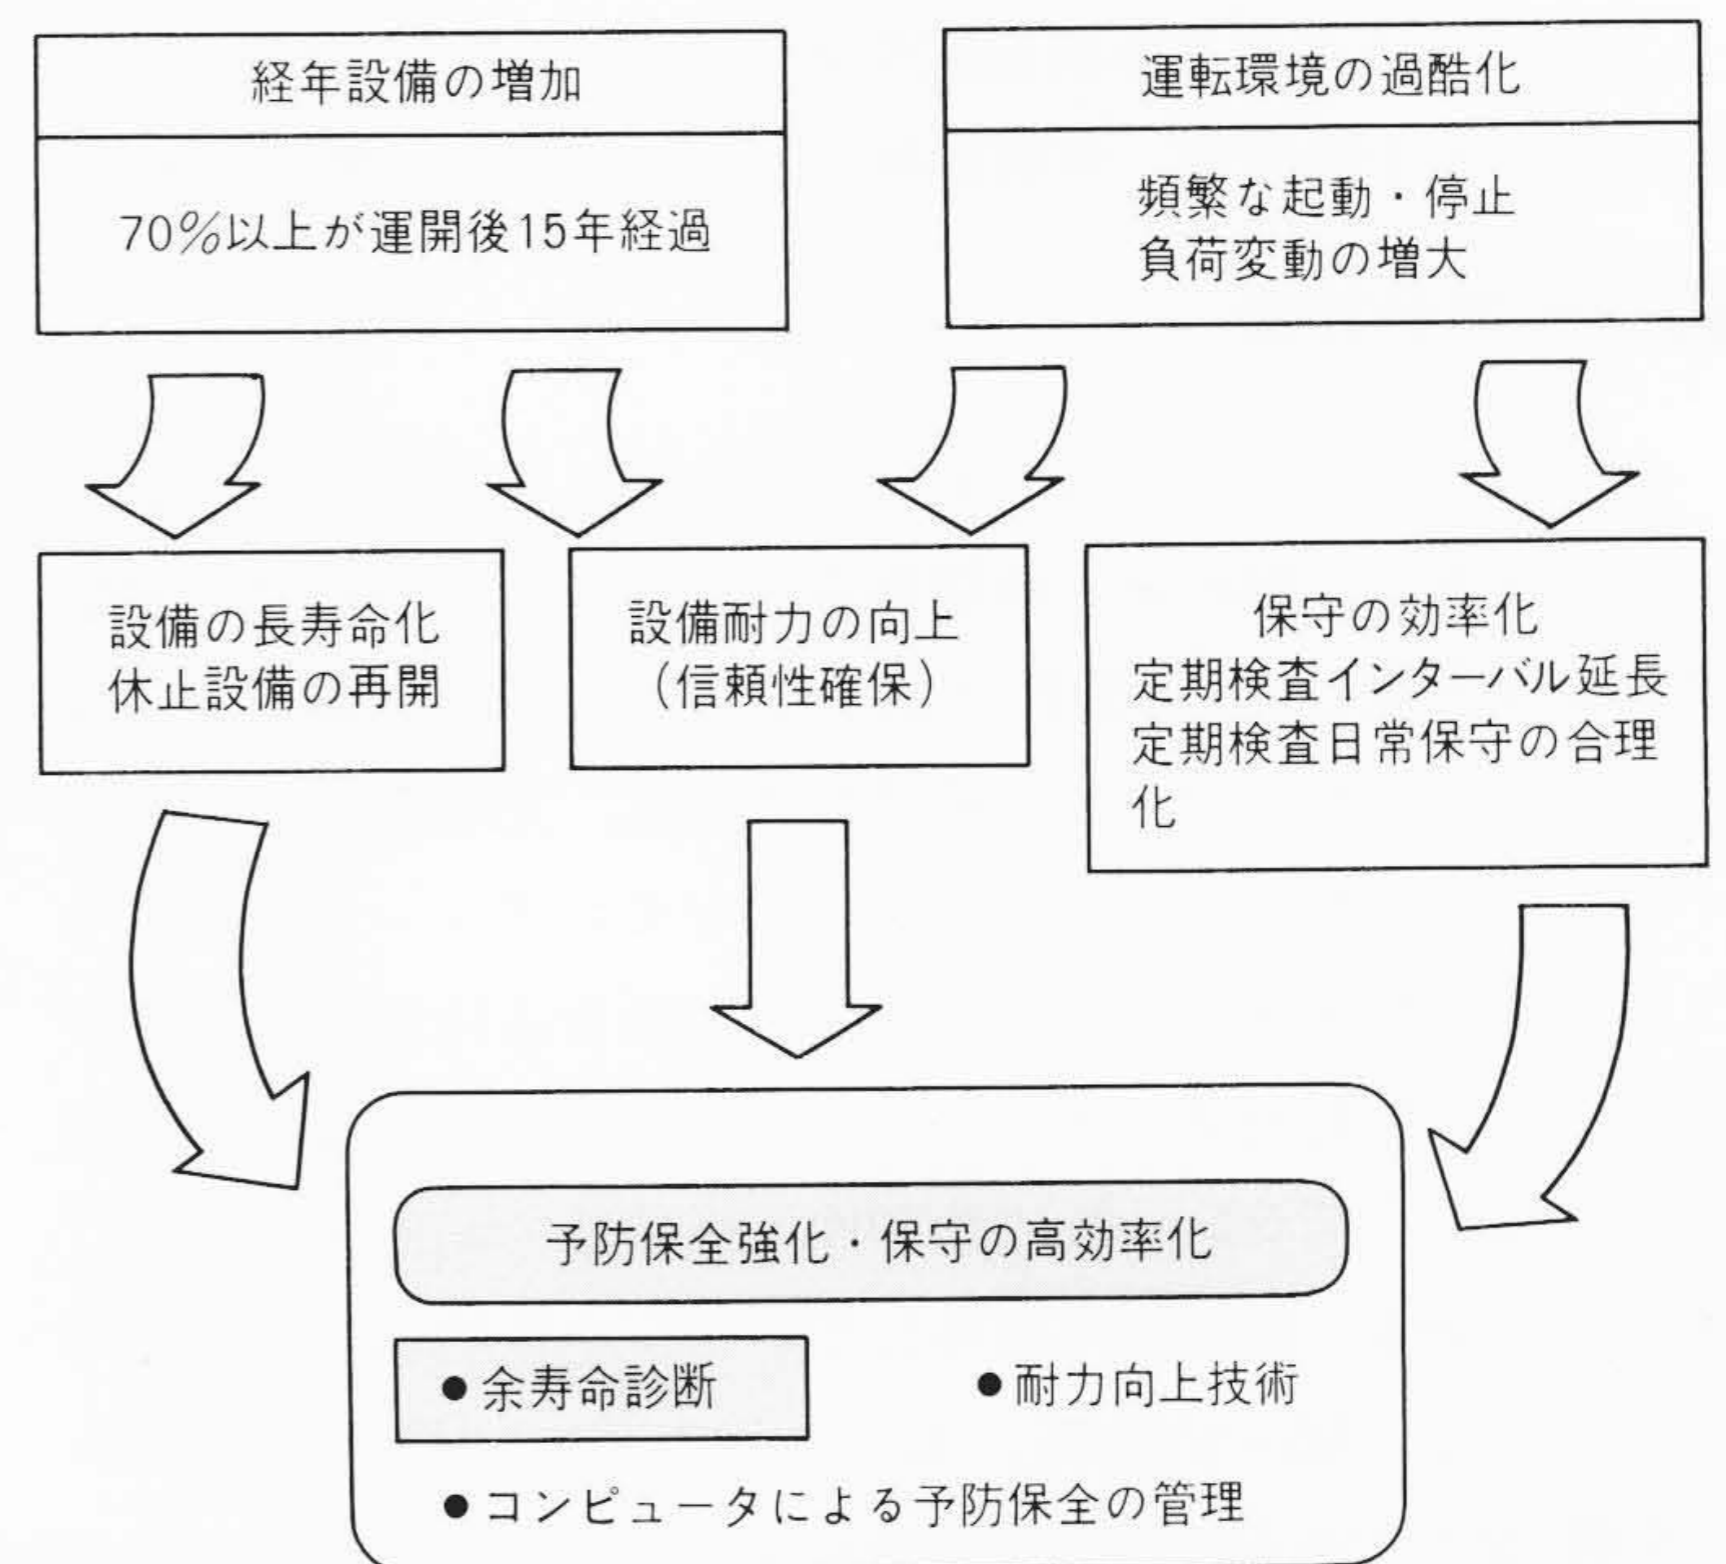 経年設備の増加
70%以上が運開後15年経過
運転環境の過酷化
頻繁な起動・停止
負荷変動の増大
設備の長寿命化
休止設備の再開
設備耐力の向上
(信頼性確保)
保守の効率化
定期検査インターバル延長
定期検査日常保守の合理
化
予防保全強化・保守の高効率化
●余寿命診断
●耐力向上技術
●コンピュータによる予防保全の管理